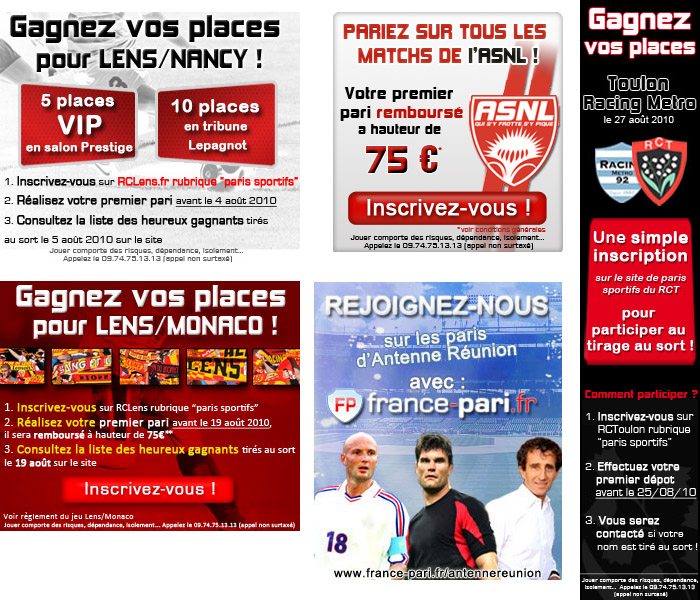 Gagnez vos places
pour LENS/NANCY !
5 places
VIP
en salon Prestige
10 places
en tribune
Lepagnot
1. Inscrivez-vous sur RCLens.fr rubrique "paris sportifs"
2. Réalisez votre premier pari avant le 4 août 2010
3. Consultez la liste des heureux gagnants tirés
au sort le 5 août 2010 sur le site
Jouer comporte des risques, dépendance, isolement...
Appelez le 09.74.75.13.13 (appel non surtaxé)
PARIEZ SUR TOUS LES
MATCHS DE l'ASNL !
Votre premier
pari remboursé
a hauteur de
75 €*
ASNL
QUI S'Y FROTTE S'Y PIQUE
Inscrivez-vous !
*voir conditions générales
Jouer comporte des risques, dépendance, isolement...
Appelez le 09.74.75.13.13 (appel non surtaxé)
Gagnez
vos places
Toulon
Racing Metro
le 27 août 2010
RACING
METRO
92
RCT
Une simple
inscription
sur le site de paris
sportifs du RCT
pour
participer au
tirage au sort !
Comment participer ?
1. Inscrivez-vous sur
RCToulon rubrique
"paris sportifs"
2. Effectuez votre
premier dépot
avant le 25/08/10
3. Vous serez
contacté si votre
nom est tiré au sort !
Jouer comporte des risques, dépendance,
isolement... Appelez le 09.74.75.13.13
(appel non surtaxé)
Gagnez vos places
pour LENS/MONACO !
SANG OR
LENS
1. Inscrivez-vous sur RCLens rubrique "paris sportifs"
2. Réalisez votre premier pari avant le 19 août 2010,
il sera remboursé à hauteur de 75€**
3. Consultez la liste des heureux gagnants tirés au sort
le 19 août sur le site
Inscrivez-vous !
Voir règlement du jeu Lens/Monaco
Jouer comporte des risques, dépendance, isolement... Appelez le 09.74.75.13.13 (appel non surtaxé)
REJOIGNEZ-NOUS
sur les paris
d'Antenne Réunion
avec :
FP france-pari.fr
18
www.france-pari.fr/antennereunion